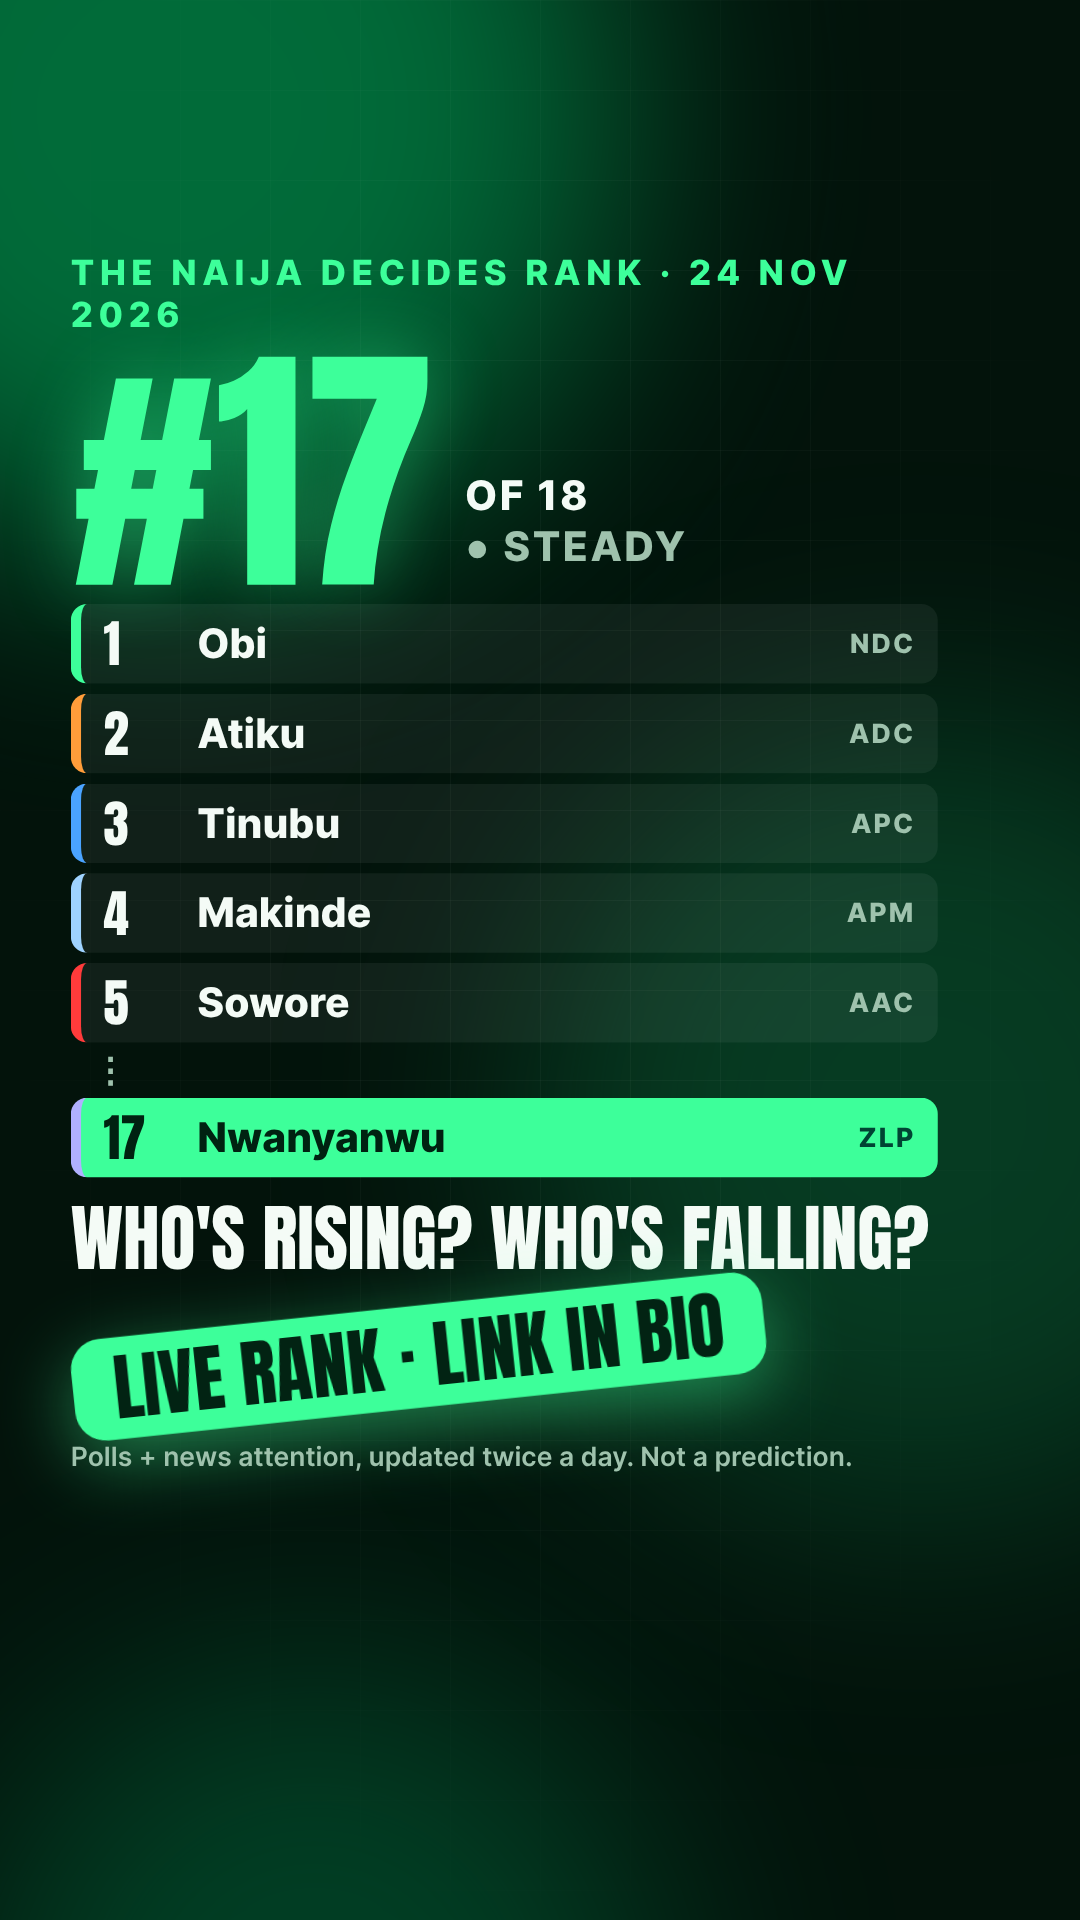 THE NAIJA DECIDES RANK · 24 NOV
2026
#17
OF 18
● STEADY
1 Obi NDC
2 Atiku ADC
3 Tinubu APC
4 Makinde APM
5 Sowore AAC
⋮
17 Nwanyanwu ZLP
WHO'S RISING? WHO'S FALLING?
LIVE RANK · LINK IN BIO
Polls + news attention, updated twice a day. Not a prediction.